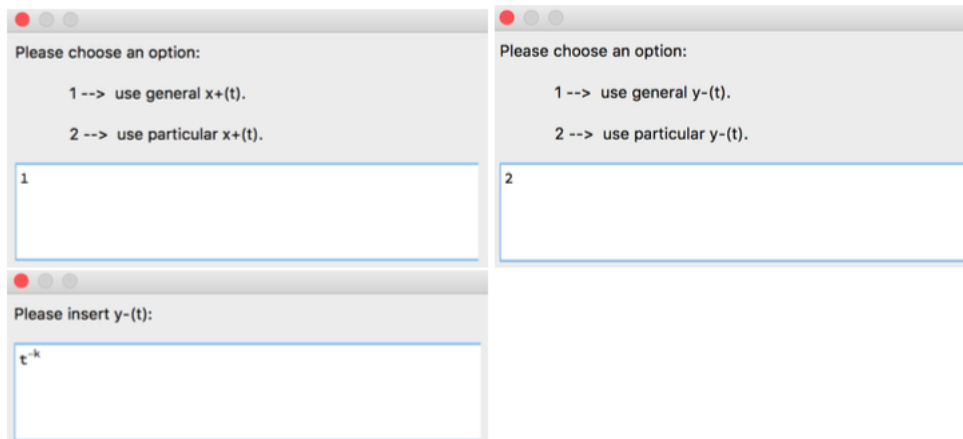 Please choose an option:
1 --> use general x+(t).
2 --> use particular x+(t).
1
Please choose an option:
1 --> use general y-(t).
2 --> use particular y-(t).
2
Please insert y-(t):
t⁻ᵏ